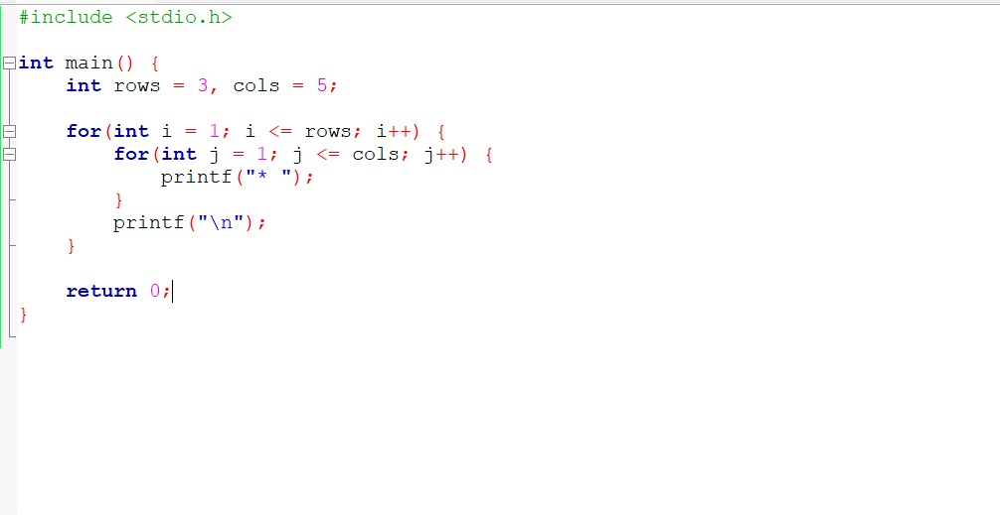 #include <stdio.h>
int main() {
int rows = 3, cols = 5;
for(int i = 1; i <= rows; i++) {
for(int j = 1; j <= cols; j++) {
printf("* ");
}
printf("\n");
}
return 0;
}